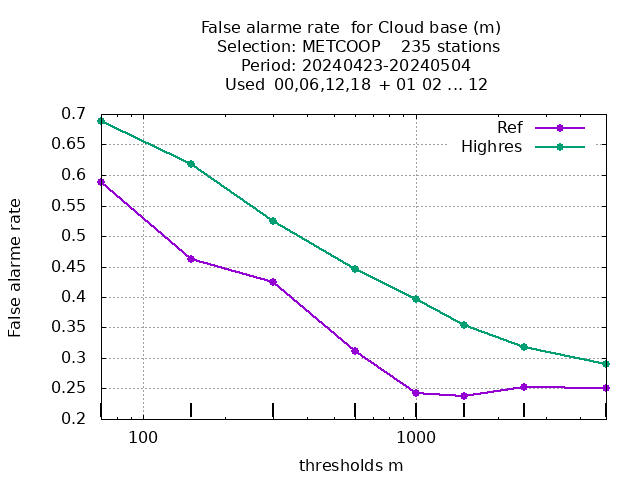 False alarme rate  for Cloud base (m)
Selection: METCOOP    235 stations
Period: 20240423-20240504
Used  00,06,12,18 + 01 02 ... 12
Ref
Highres
0.7
0.65
0.6
0.55
0.5
0.45
0.4
0.35
0.3
0.25
0.2
False alarme rate
100
1000
thresholds m